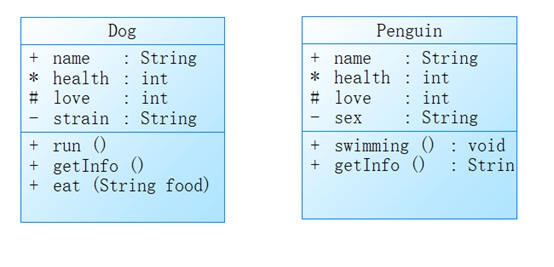 Dog
+ name : String
* health : int
# love : int
- strain : String
+ run ()
+ getInfo ()
+ eat (String food)
Penguin
+ name : String
* health : int
# love : int
- sex : String
+ swimming () : void
+ getInfo () : Strin